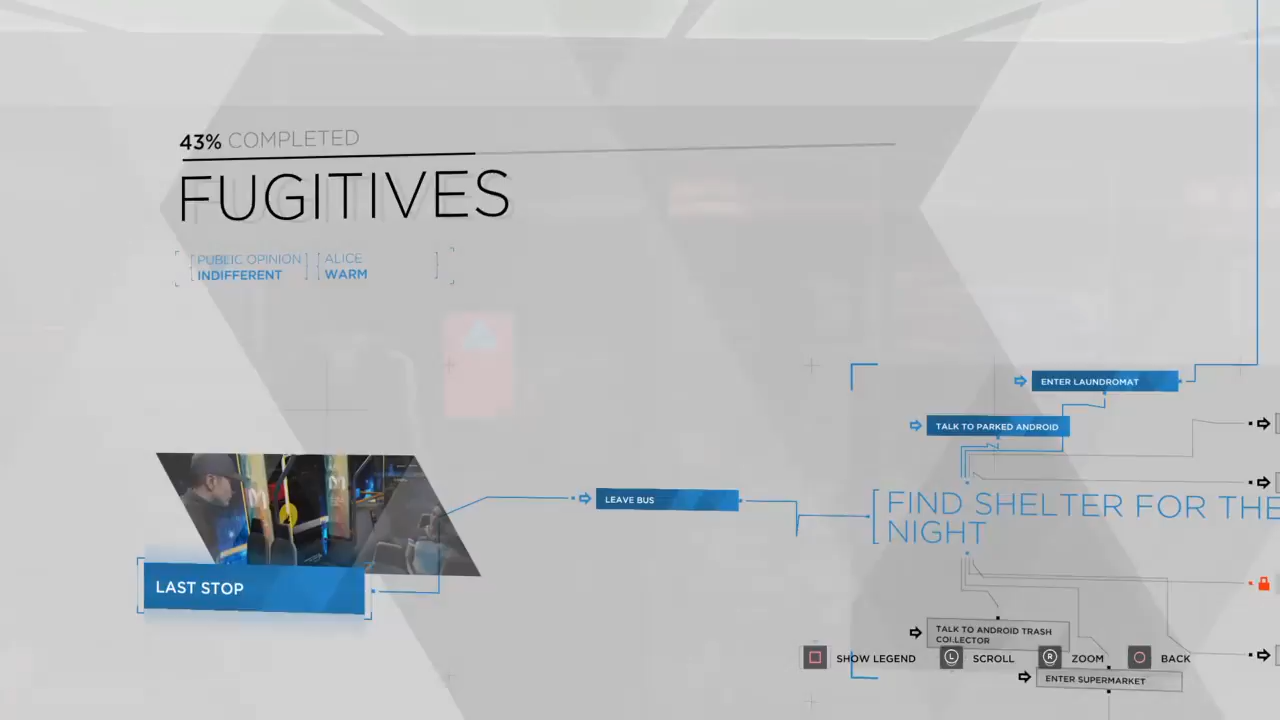 43% COMPLETED
FUGITIVES
PUBLIC OPINION
INDIFFERENT
ALICE
WARM
ENTER LAUNDROMAT
TALK TO PARKED ANDROID
LEAVE BUS
FIND SHELTER FOR THE
NIGHT
LAST STOP
TALK TO ANDROID TRASH
COLLECTOR
SHOW LEGEND
L
SCROLL
R
ZOOM
BACK
ENTER SUPERMARKET